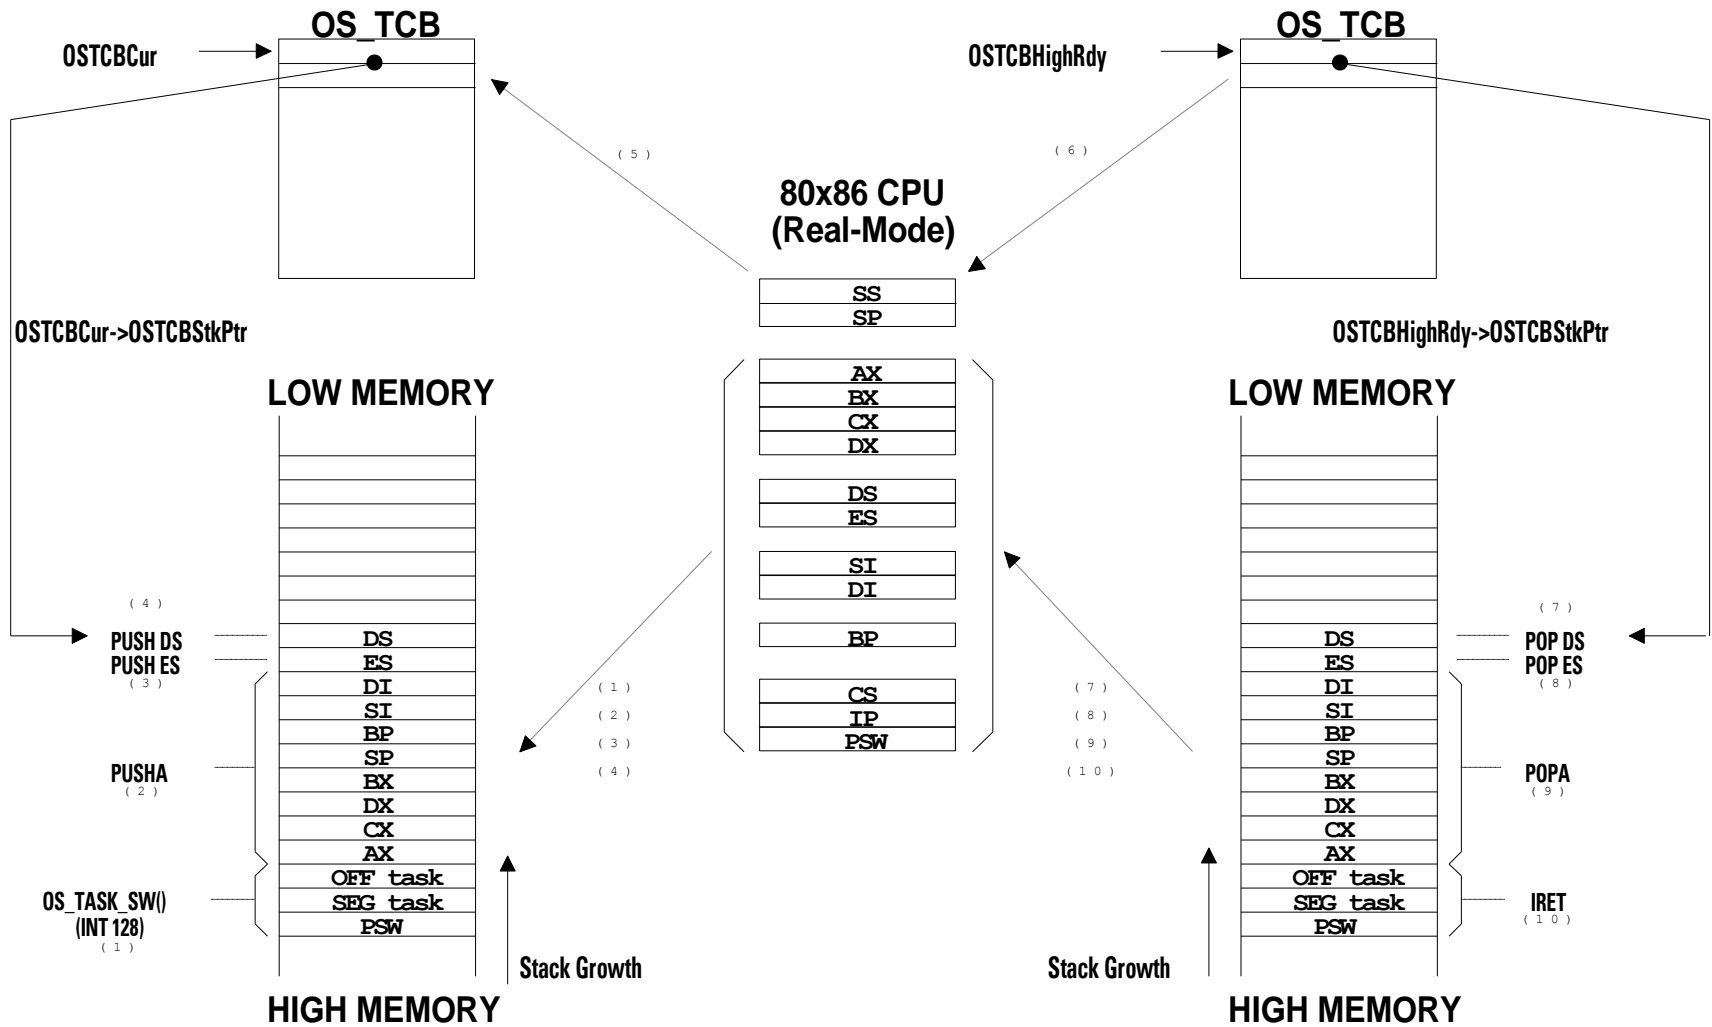 OS_TCB
OSTCBCur
( 5 )
OS_TCB
OSTCBHighRdy
( 6 )
80x86 CPU
(Real-Mode)
SS
SP
AX
BX
CX
DX
DS
ES
SI
DI
BP
CS
IP
PSW
OSTCBCur->OSTCBStkPtr
LOW MEMORY
( 4 )
PUSH DS
PUSH ES
( 3 )
PUSHA
( 2 )
OS_TASK_SW()
(INT 128)
( 1 )
DS
ES
DI
SI
BP
SP
BX
DX
CX
AX
OFF task
SEG task
PSW
( 1 )
( 2 )
( 3 )
( 4 )
Stack Growth
HIGH MEMORY
OSTCBHighRdy->OSTCBStkPtr
LOW MEMORY
( 7 )
( 8 )
( 9 )
( 1 0 )
DS
ES
DI
SI
BP
SP
BX
DX
CX
AX
OFF task
SEG task
PSW
( 7 )
POP DS
POP ES
( 8 )
POPA
( 9 )
IRET
( 1 0 )
Stack Growth
HIGH MEMORY